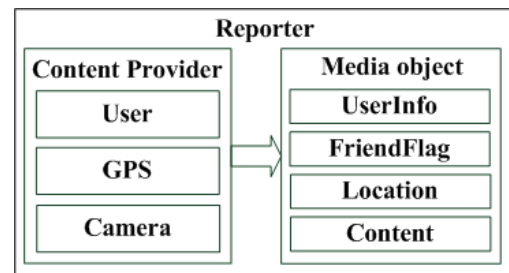 Reporter
Content Provider
User
GPS
Camera
Media object
UserInfo
FriendFlag
Location
Content